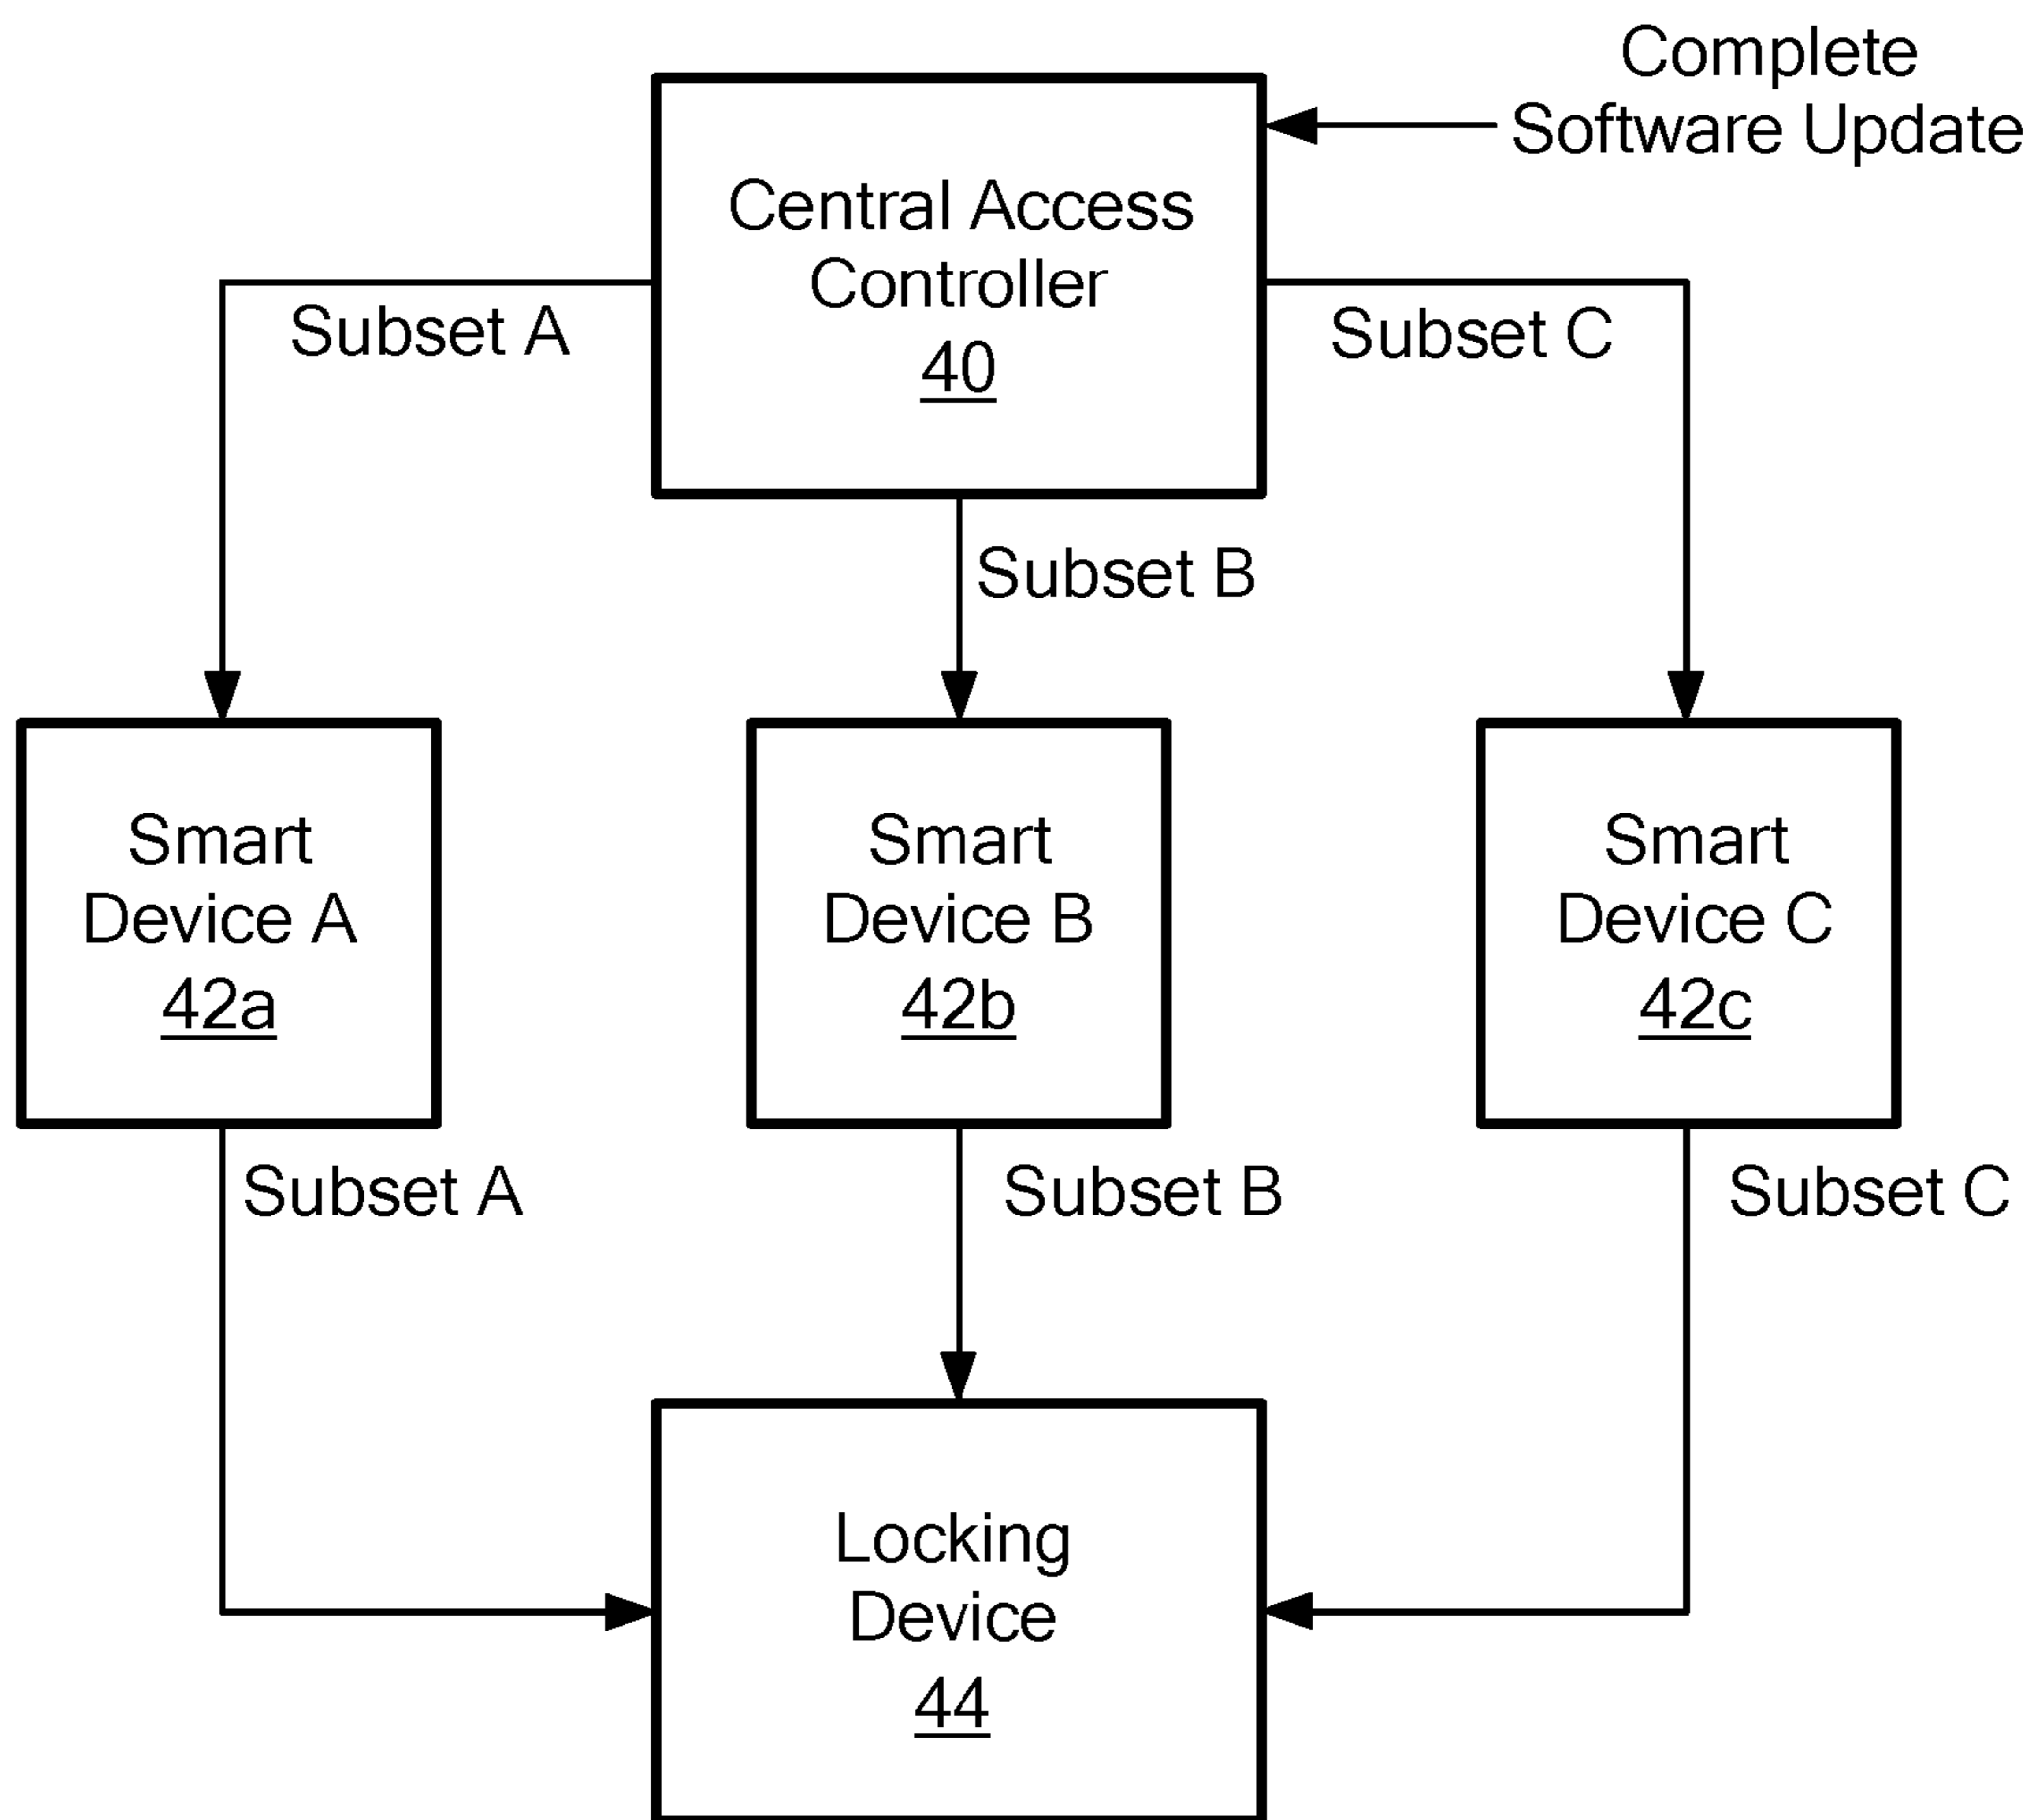 Complete
Software Update
Central Access
Controller
40
Subset A
Subset C
Subset B
Smart
Device A
42a
Smart
Device B
42b
Smart
Device C
42c
Subset A
Subset B
Subset C
Locking
Device
44